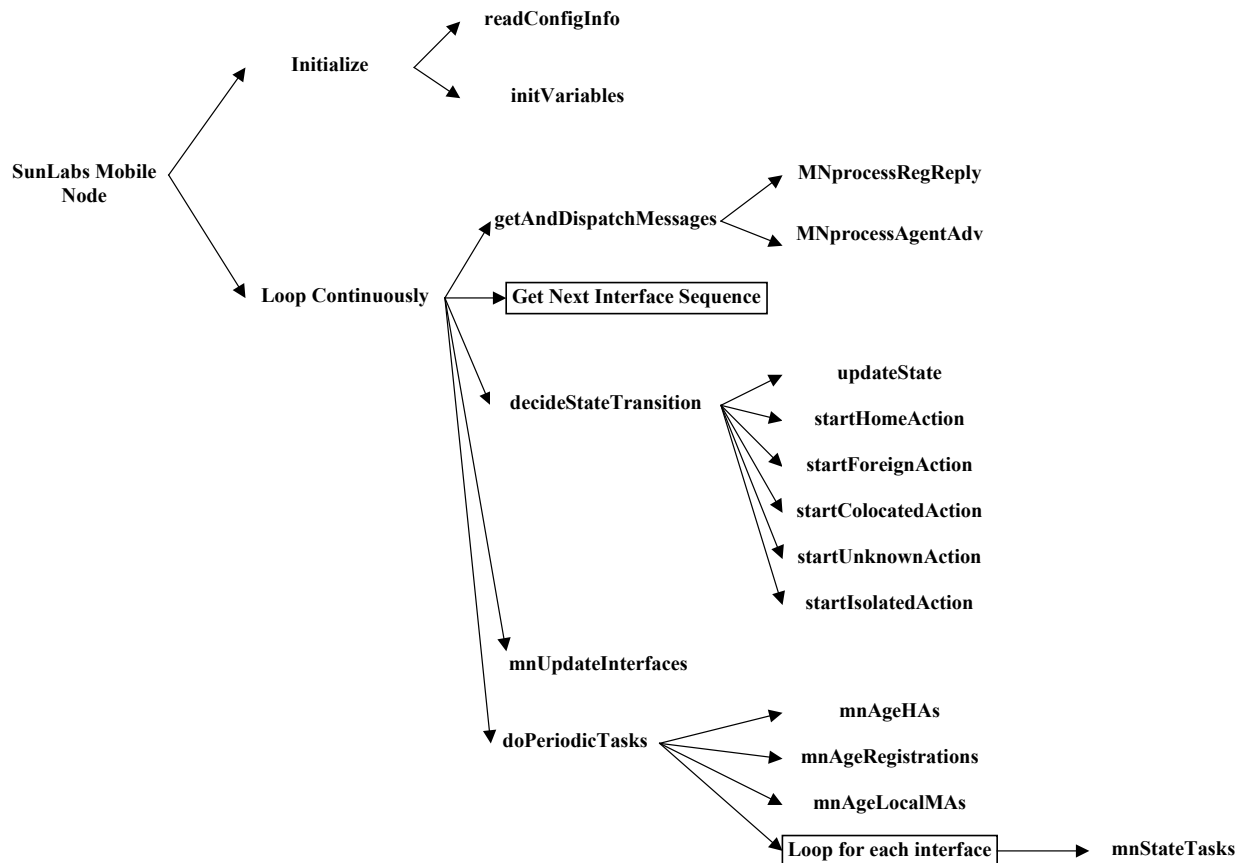 readConfigInfo
Initialize
initVariables
SunLabs Mobile
Node
MNprocessRegReply
getAndDispatchMessages
MNprocessAgentAdv
Loop Continuously
Get Next Interface Sequence
updateState
decideStateTransition
startHomeAction
startForeignAction
startColocatedAction
startUnknownAction
startIsolatedAction
mnUpdateInterfaces
mnAgeHAs
doPeriodicTasks
mnAgeRegistrations
mnAgeLocalMAs
Loop for each interface
mnStateTasks